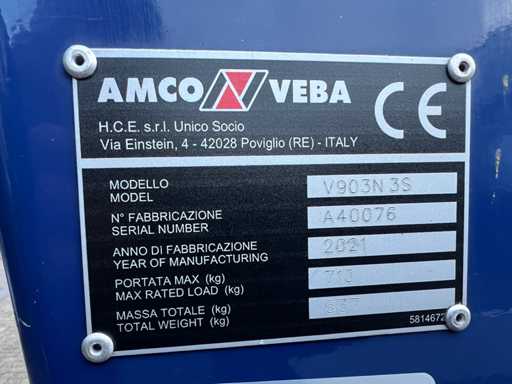 AMCO VEBA
CE
H.C.E. s.r.l. Unico Socio
Via Einstein, 4 - 42028 Poviglio (RE) - ITALY
MODELLO
MODEL
V903N 3S
N° FABBRICAZIONE
SERIAL NUMBER
A40076
ANNO DI FABBRICAZIONE
YEAR OF MANUFACTURING
2021
PORTATA MAX (kg)
MAX RATED LOAD (kg)
MASSA TOTALE (kg)
TOTAL WEIGHT (kg)
5814672